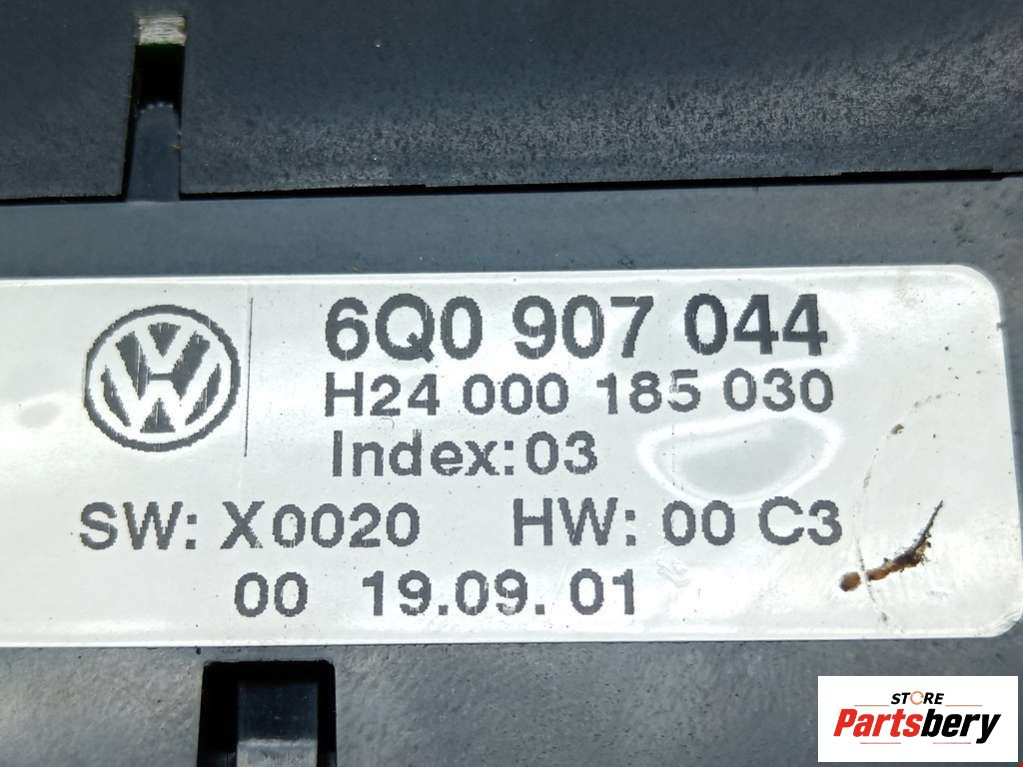 6Q0 907 044
H24 000 185 030
Index:03
SW: X0020 HW: 00 C3
00 19.09.01
STORE
Partsbery